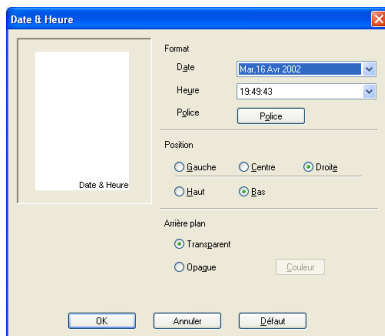 Date & Heure
Format
Date Mar,16 Avr 2002
Heure 19:49:43
Police Police
Position
Gauche Centre Droite
Haut Bas
Date & Heure
Arrière plan
Transparent
Opaque Couleur
OK Annuler Défaut